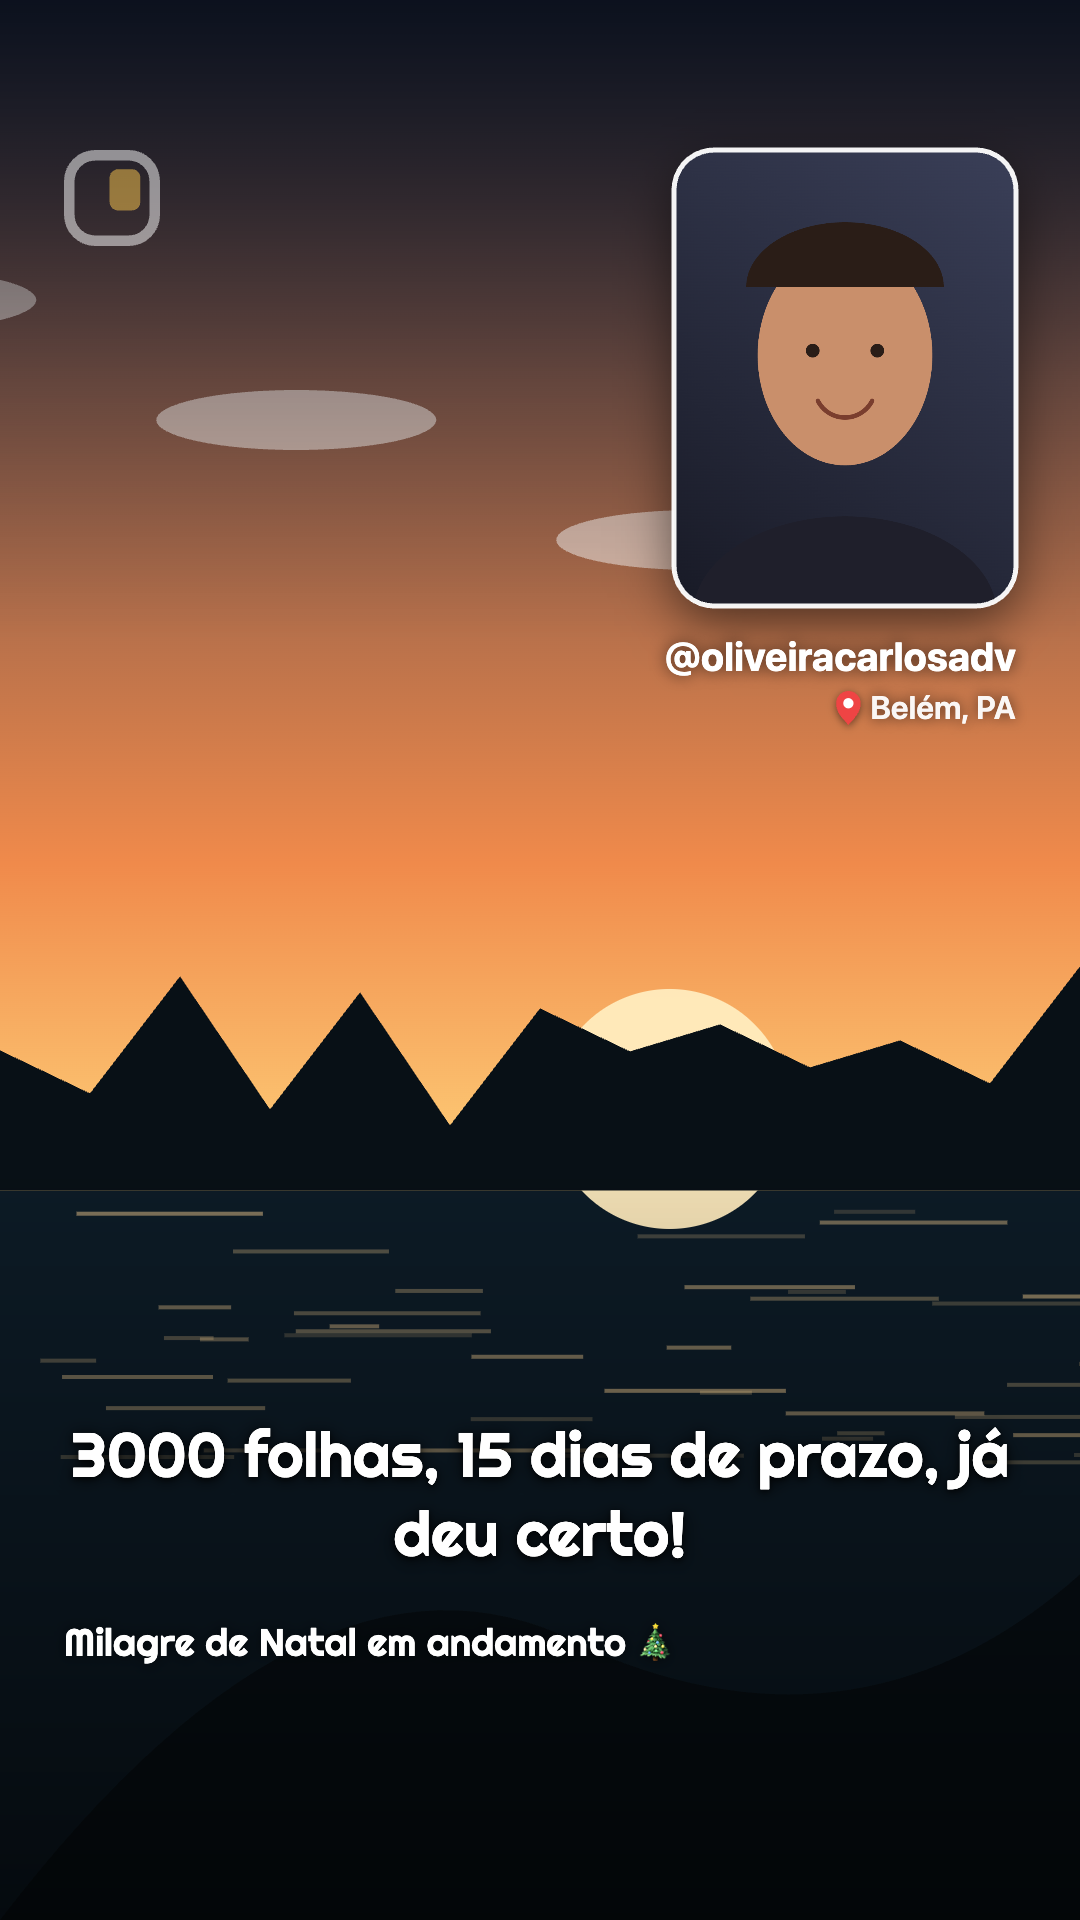 @oliveiracarlosadv
📍 Belém, PA
3000 folhas, 15 dias de prazo, já
deu certo!
Milagre de Natal em andamento 🎄